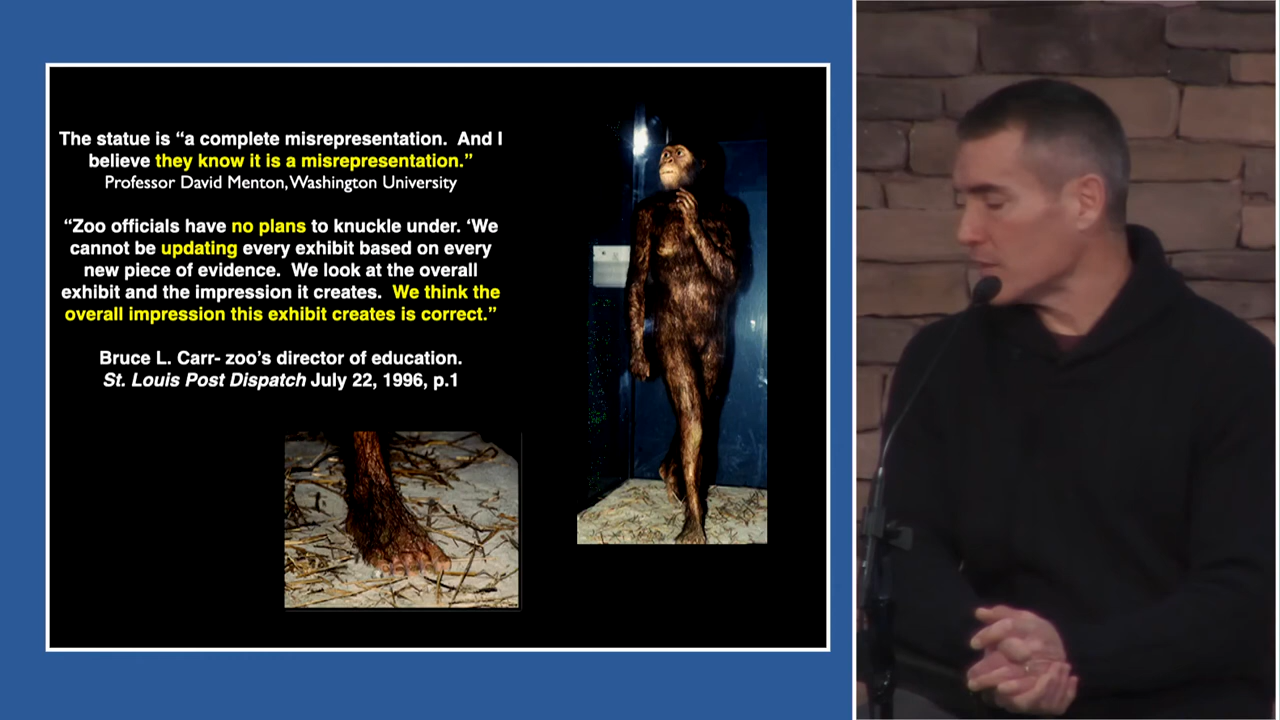 The statue is “a complete misrepresentation.  And I
believe they know it is a misrepresentation.”
Professor David Menton, Washington University
“Zoo officials have no plans to knuckle under. ‘We
cannot be updating every exhibit based on every
new piece of evidence.  We look at the overall
exhibit and the impression it creates.  We think the
overall impression this exhibit creates is correct.”
Bruce L. Carr- zoo’s director of education.
St. Louis Post Dispatch July 22, 1996, p.1